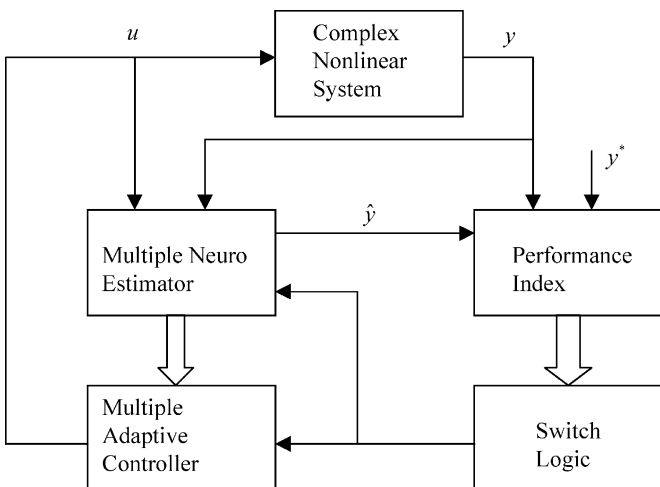 u
Complex
Nonlinear
System
y
y*
Multiple Neuro
Estimator
ŷ
Performance
Index
Multiple
Adaptive
Controller
Switch
Logic